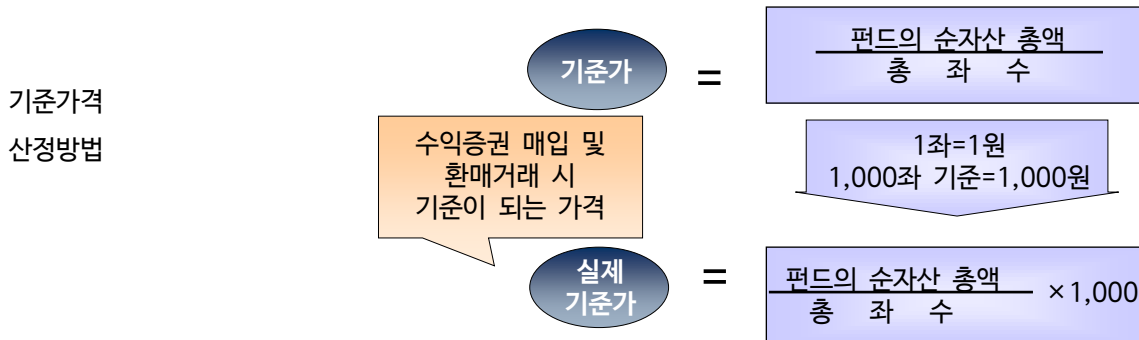 기준가격
산정방법
기준가
=
펀드의 순자산 총액
총 좌 수
수익증권 매입 및
환매거래 시
기준이 되는 가격
1좌=1원
1,000좌 기준=1,000원
실제
기준가
=
펀드의 순자산 총액
총 좌 수
×1,000